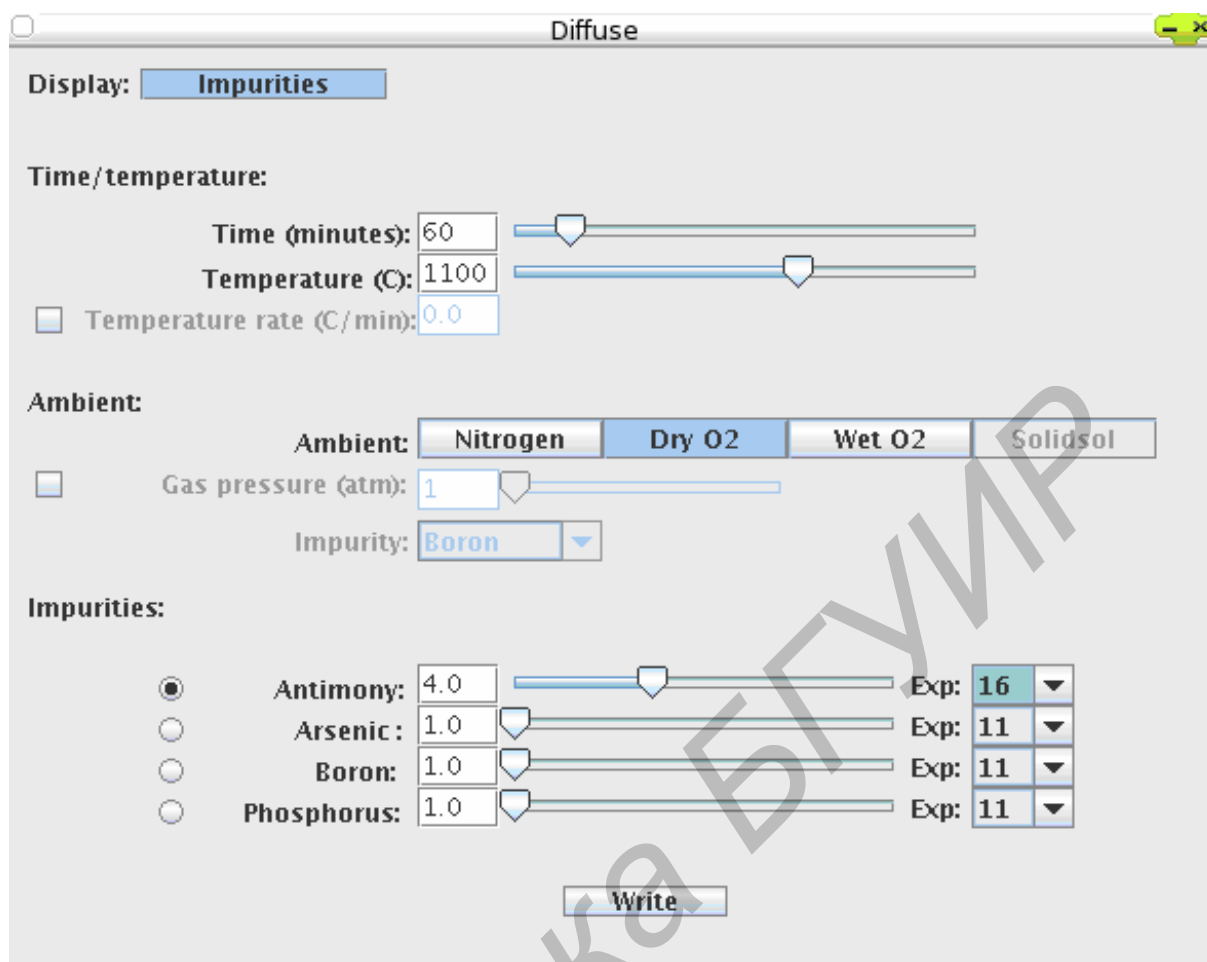 Diffuse
Display: Impurities
Time/temperature:
Time (minutes): 60
Temperature (C): 1100
Temperature rate (C/min): 0.0
Ambient:
Ambient: Nitrogen Dry O2 Wet O2 Solidsol
Gas pressure (atm): 1
Impurity: Boron
Impurities:
Antimony: 4.0 Exp: 16
Arsenic : 1.0 Exp: 11
Boron: 1.0 Exp: 11
Phosphorus: 1.0 Exp: 11
Write
ка БГУИР